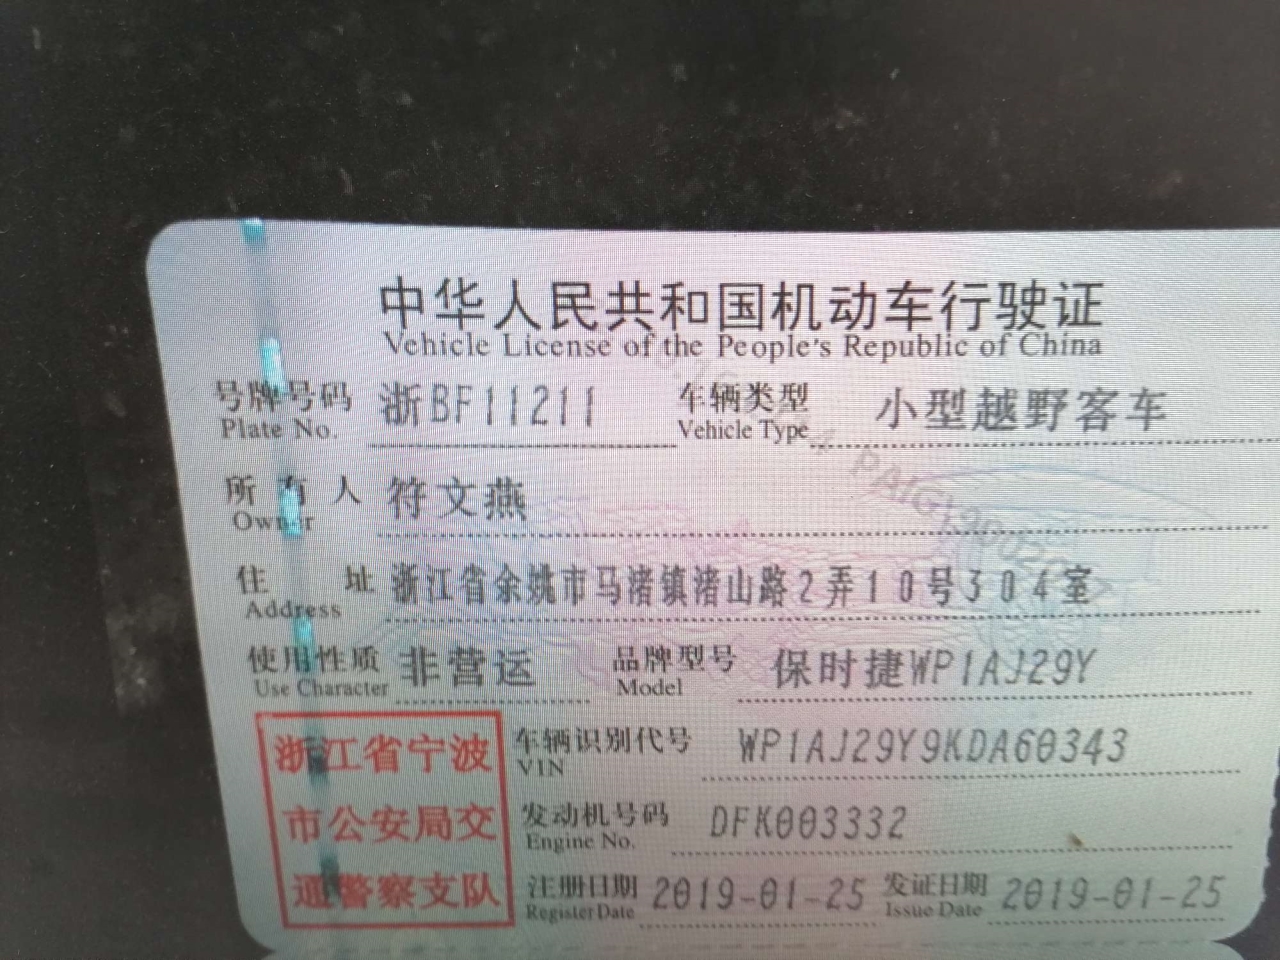 中华人民共和国机动车行驶证
Vehicle License of the People's Republic of China
号牌号码 浙BF11211 车辆类型 小型越野客车
Plate No. Vehicle Type
所有人 符文燕
Owner
住址 浙江省余姚市马渚镇渚山路2弄10号304室
Address
使用性质 非营运 品牌型号 保时捷WP1AJ29Y
Use Character Model
浙江省宁波
市公安局交
通警察支队
车辆识别代号 WP1AJ29Y9KDA60343
VIN
发动机号码 DFK003332
Engine No.
注册日期 2019-01-25 发证日期 2019-01-25
Register Date Issue Date